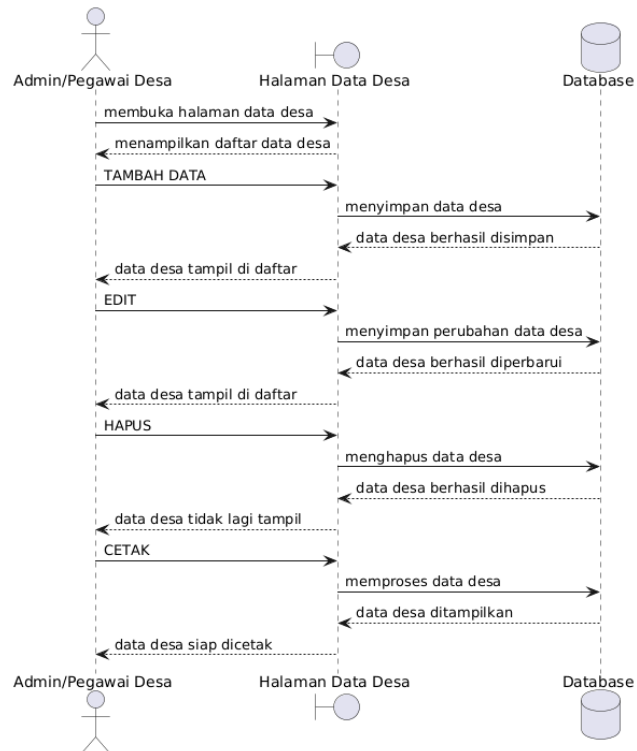 Admin/Pegawai Desa
Halaman Data Desa
Database
membuka halaman data desa
menampilkan daftar data desa
TAMBAH DATA
menyimpan data desa
data desa berhasil disimpan
data desa tampil di daftar
EDIT
menyimpan perubahan data desa
data desa berhasil diperbarui
data desa tampil di daftar
HAPUS
menghapus data desa
data desa berhasil dihapus
data desa tidak lagi tampil
CETAK
memproses data desa
data desa ditampilkan
data desa siap dicetak
Admin/Pegawai Desa
Halaman Data Desa
Database